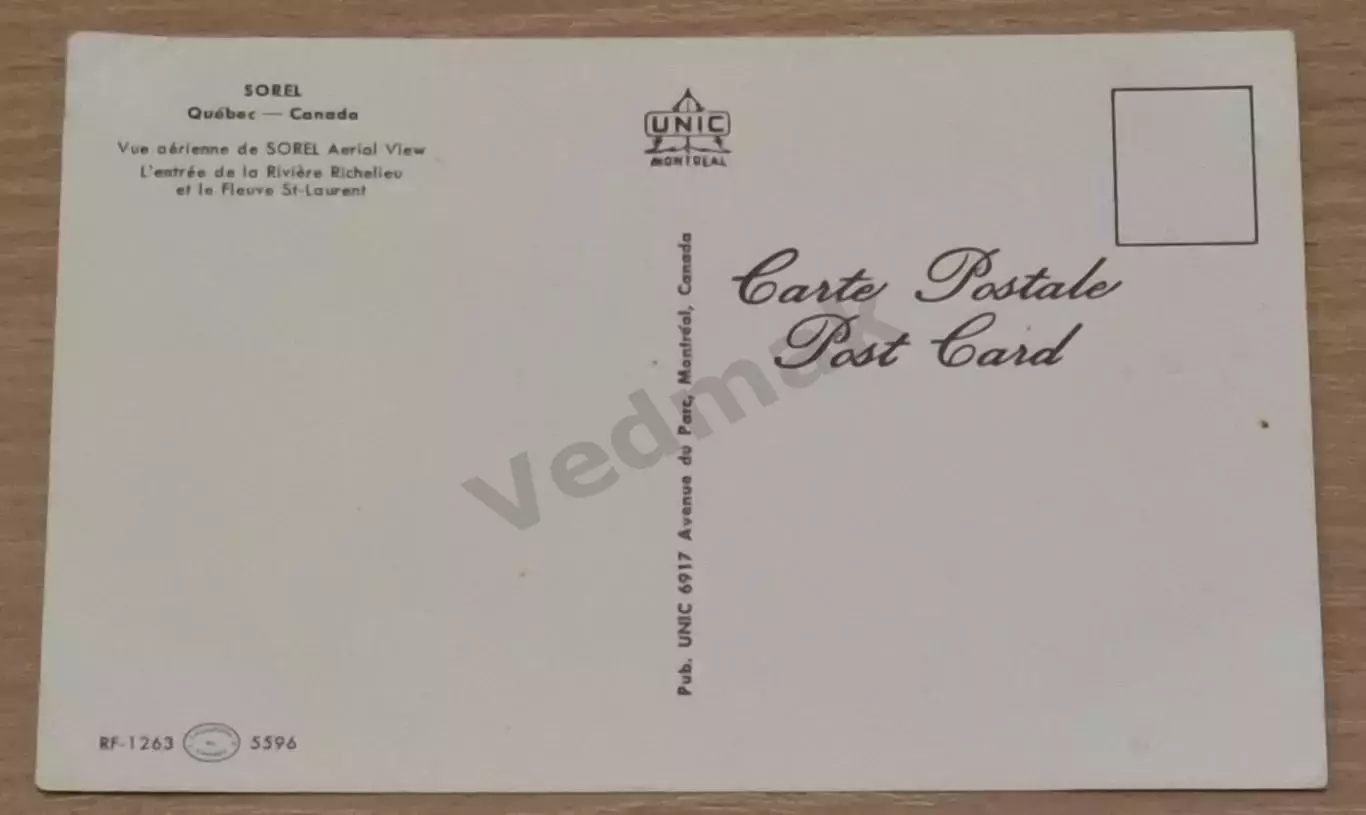 SOREL
Québec — Canada
Vue aérienne de SOREL Aerial View
L'entrée de la Rivière Richelieu
et le Fleuve St-Laurent
UNIC
MONTREAL
Pub. UNIC 6917 Avenue du Parc, Montréal, Canada
Carte Postale
Post Card
Vedmak
RF-1263 5596